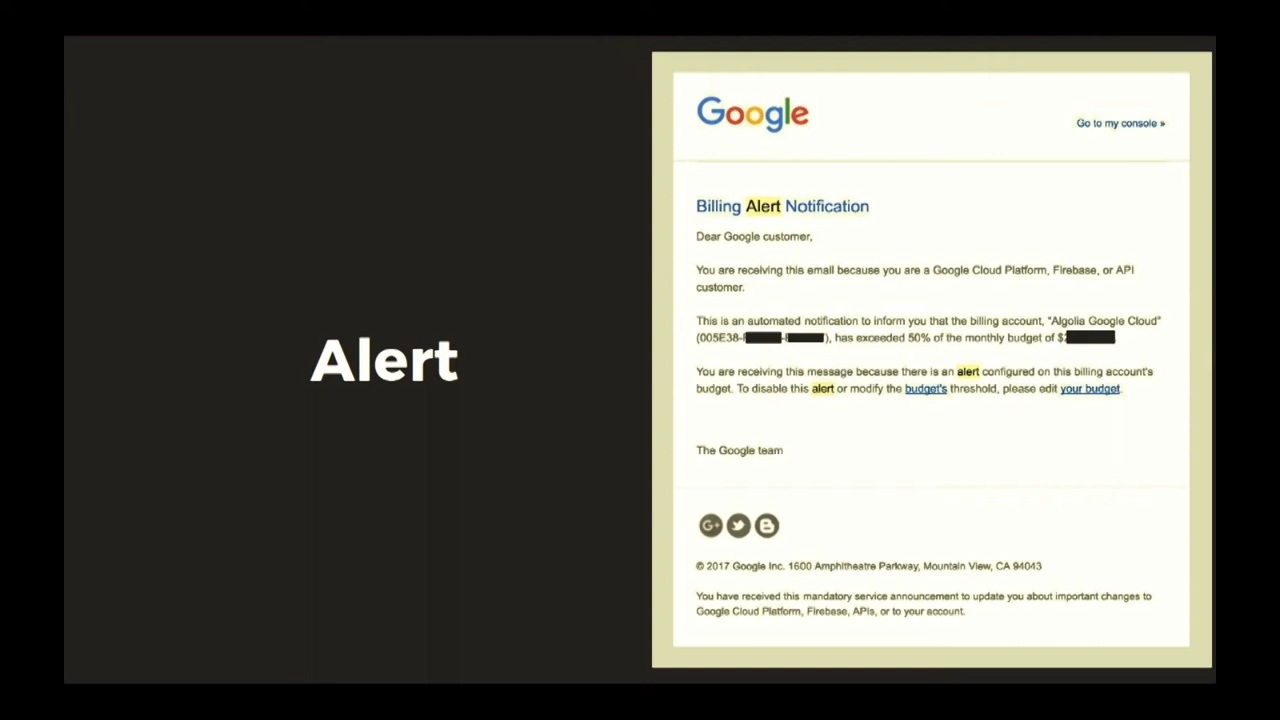 Alert
Google
Go to my console »
Billing Alert Notification
Dear Google customer,
You are receiving this email because you are a Google Cloud Platform, Firebase, or API
customer.
This is an automated notification to inform you that the billing account, "Algolia Google Cloud"
(005E38- - ), has exceeded 50% of the monthly budget of $
You are receiving this message because there is an alert configured on this billing account's
budget. To disable this alert or modify the budget's threshold, please edit your budget.
The Google team
G+
© 2017 Google Inc. 1600 Amphitheatre Parkway, Mountain View, CA 94043
You have received this mandatory service announcement to update you about important changes to
Google Cloud Platform, Firebase, APIs, or to your account.